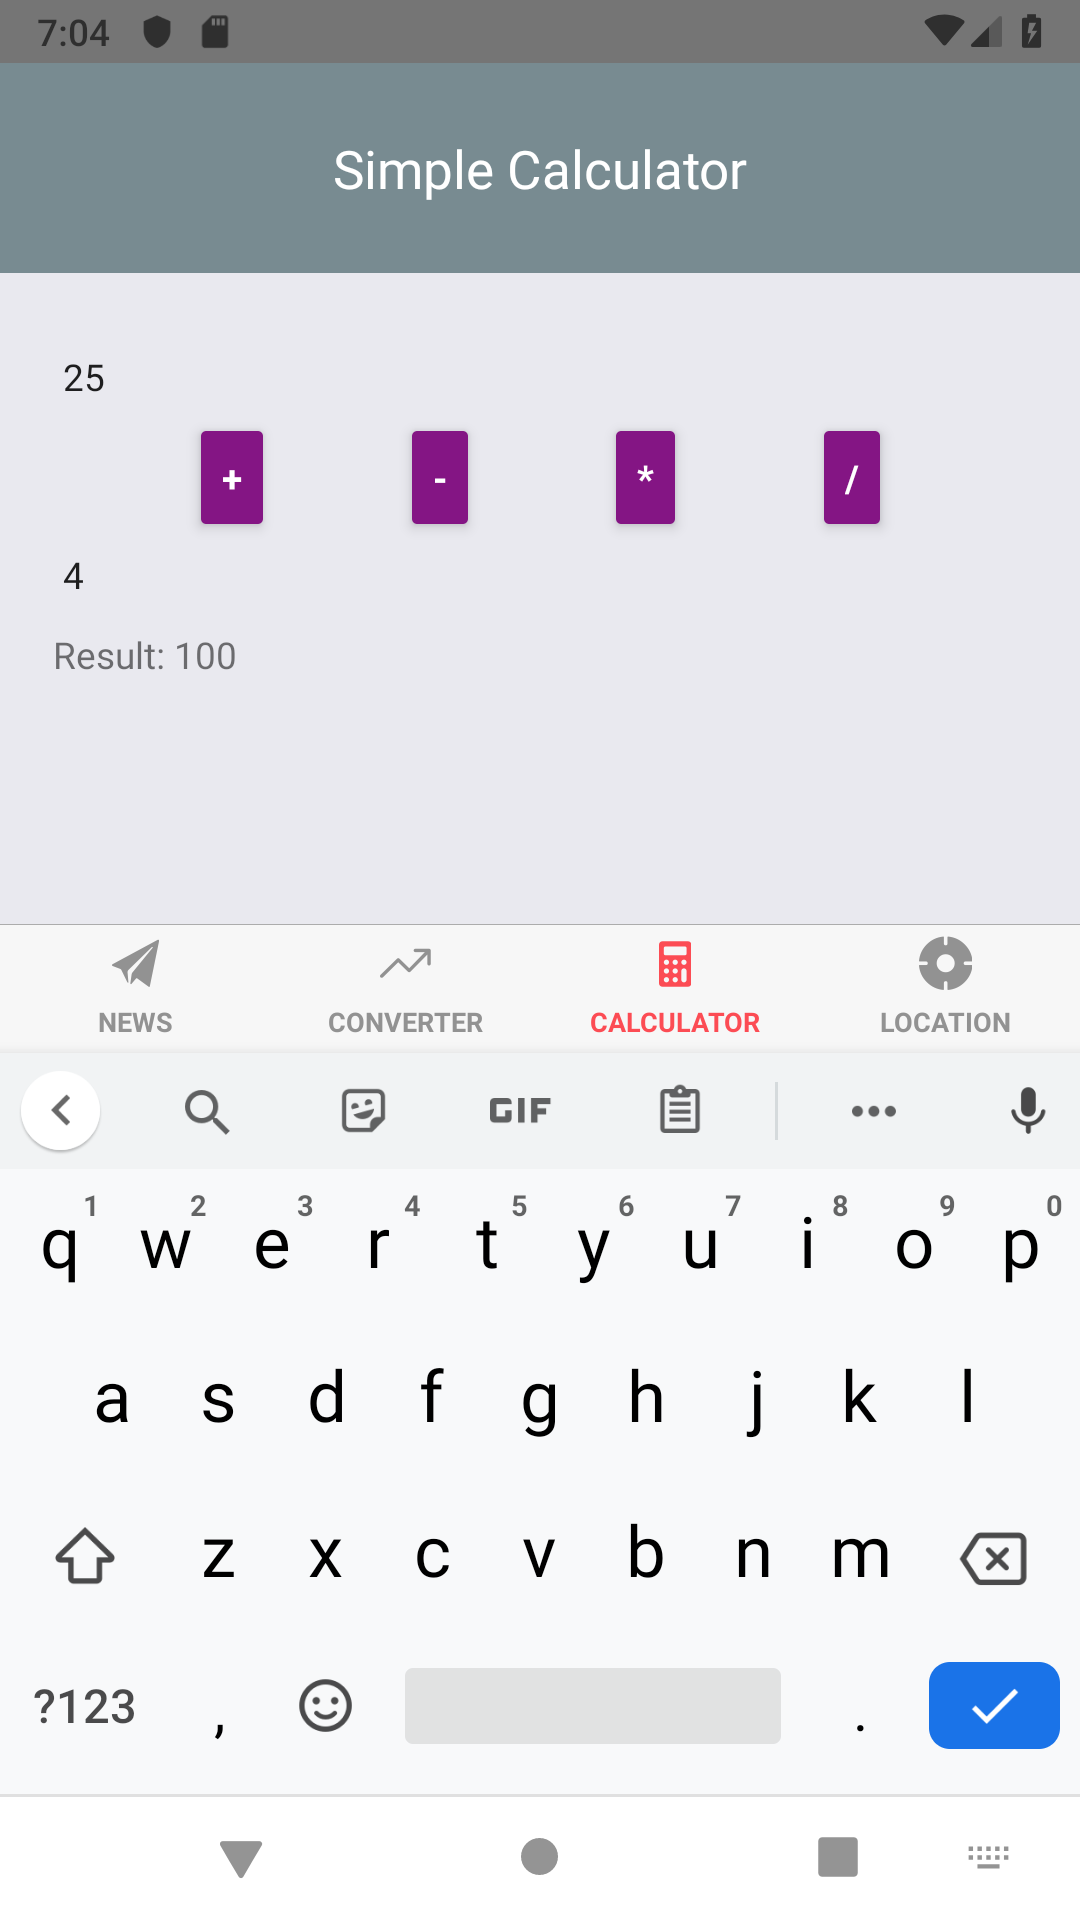 7:04
Simple Calculator
25
+ - * /
4
Result: 100
NEWS CONVERTER CALCULATOR LOCATION
GIF
1 2 3 4 5 6 7 8 9 0
q w e r t y u i o p
a s d f g h j k l
z x c v b n m
?123 , .